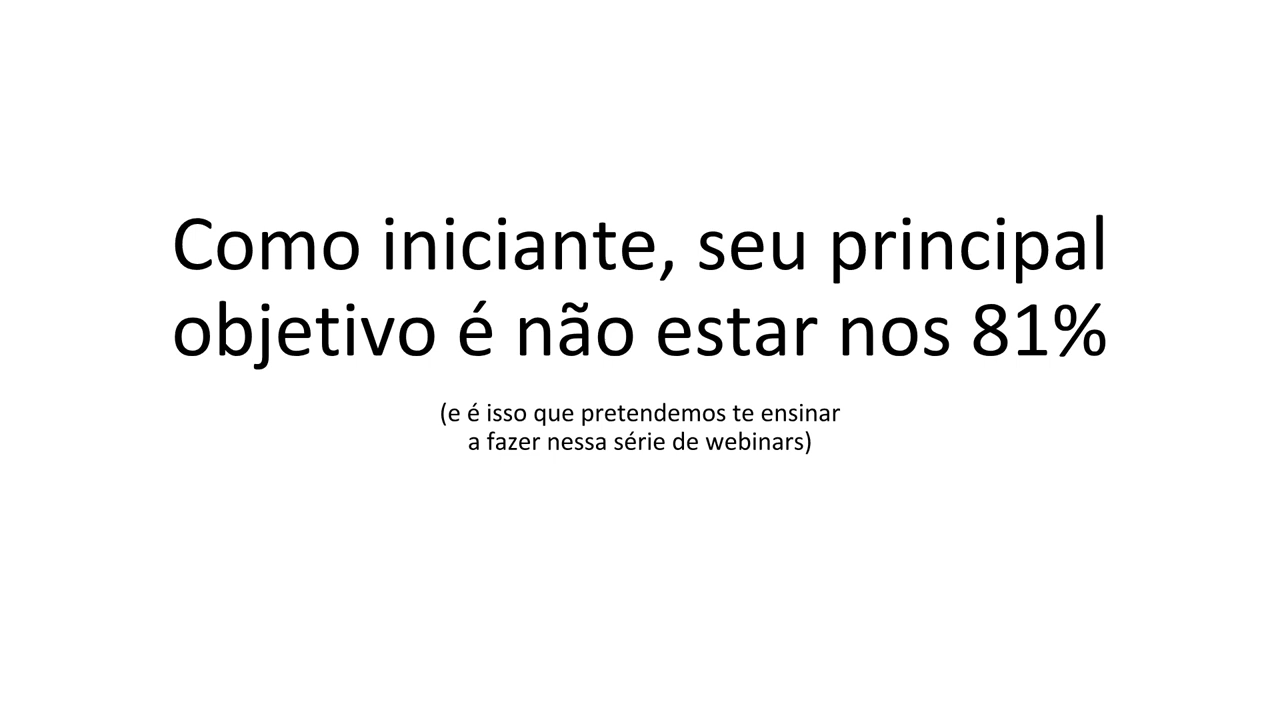 Como iniciante, seu principal
objetivo é não estar nos 81%
(e é isso que pretendemos te ensinar
a fazer nessa série de webinars)